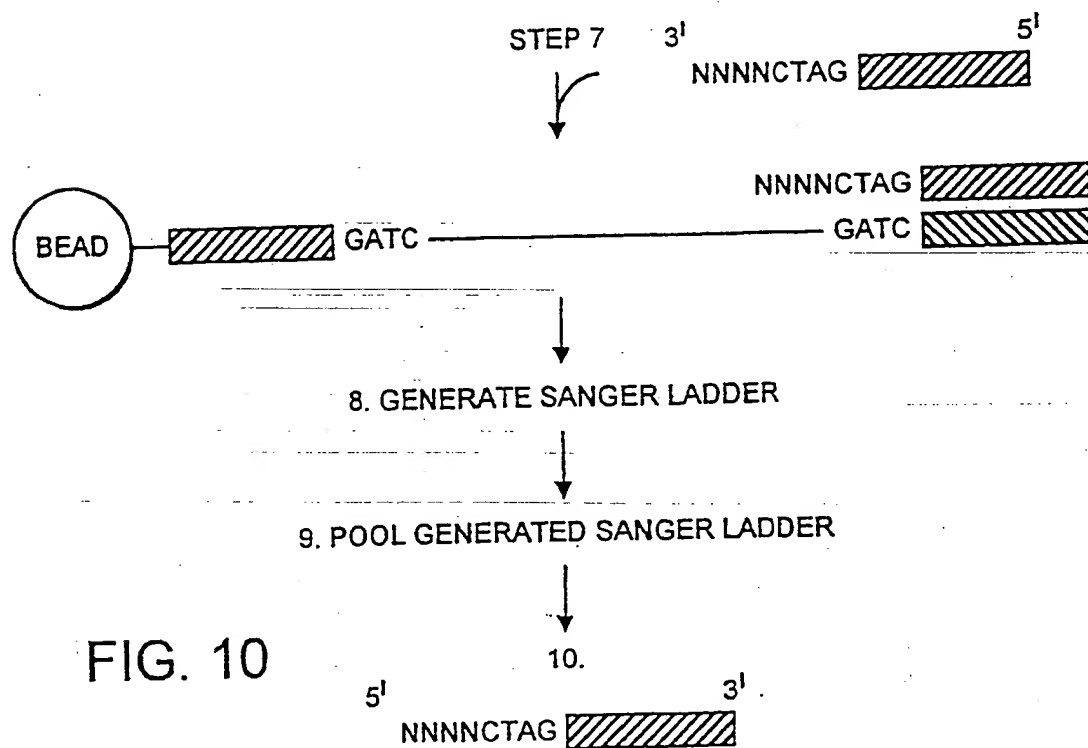 STEP 7 3' 5'
NNNNCTAG
NNNNCTAG
BEAD GATC GATC
8. GENERATE SANGER LADDER
9. POOL GENERATED SANGER LADDER
FIG. 10 10.
5' 3'
NNNNCTAG